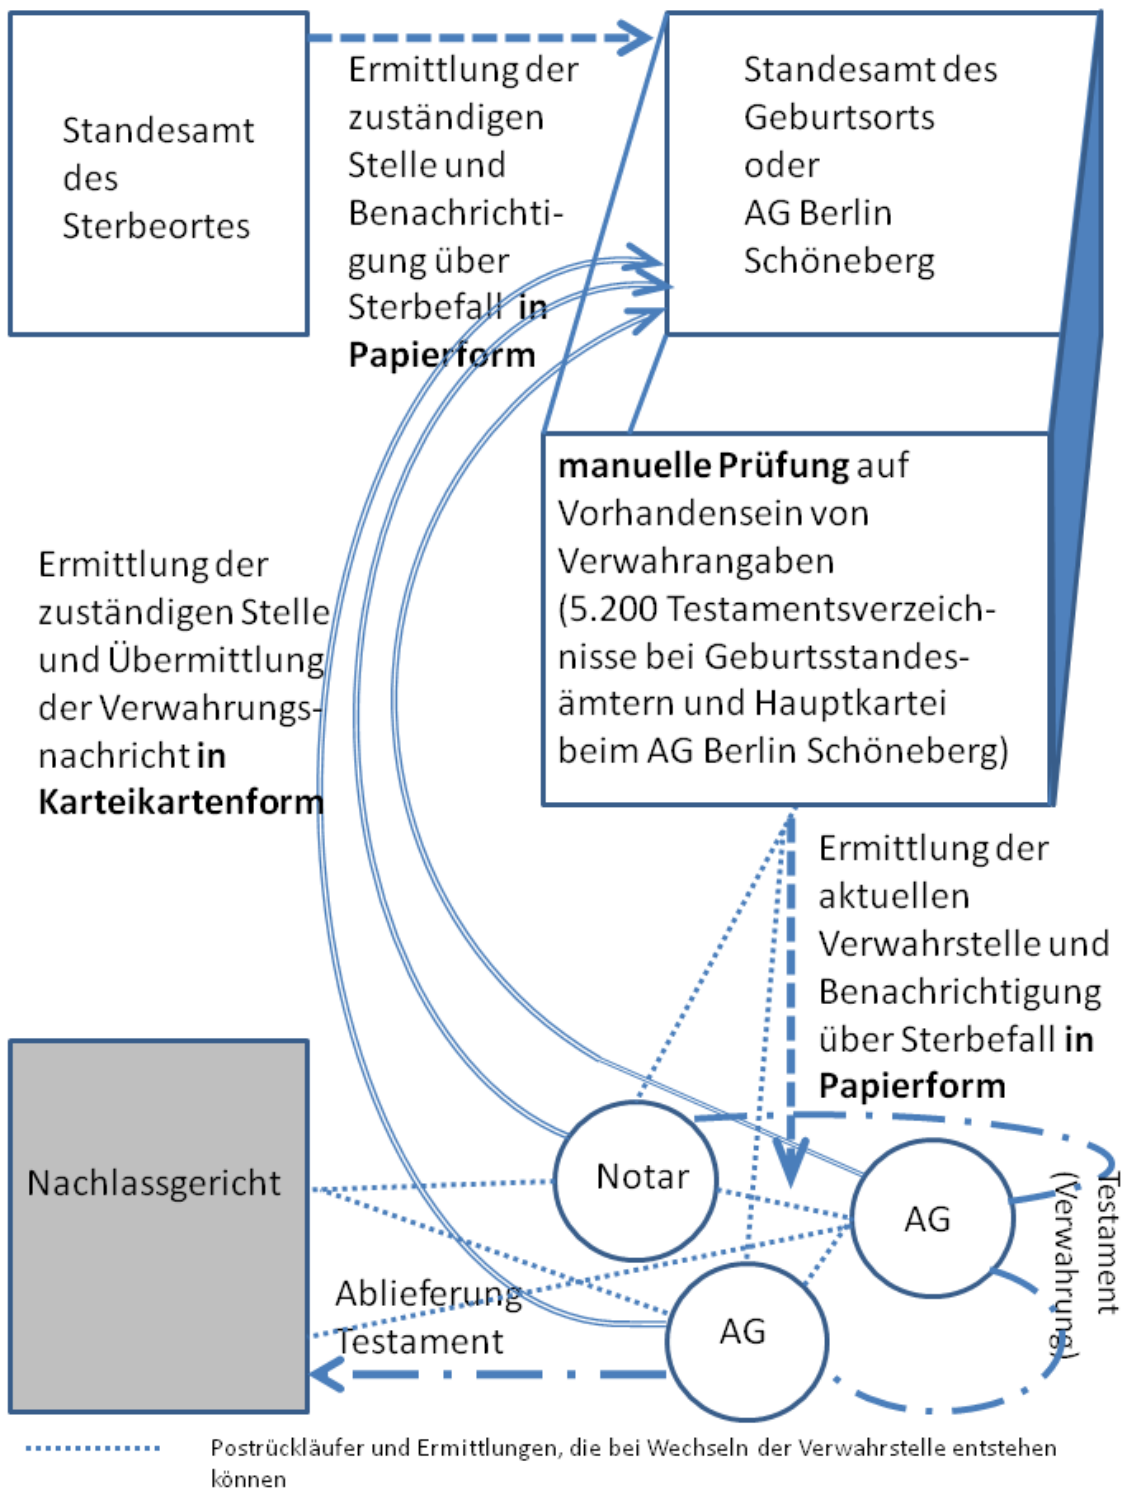 Standesamt
des
Sterbeortes
Ermittlung der
zuständigen
Stelle und
Benachrichti-
gung über
Sterbefall in
Papierform
Standesamt des
Geburtsorts
oder
AG Berlin
Schöneberg
manuelle Prüfung auf
Vorhandensein von
Verwahrangaben
(5.200 Testamentsverzeich-
nisse bei Geburtsstandes-
ämtern und Hauptkartei
beim AG Berlin Schöneberg)
Ermittlung der
zuständigen Stelle
und Übermittlung
der Verwahrungs-
nachricht in
Karteikartenform
Ermittlung der
aktuellen
Verwahrstelle und
Benachrichtigung
über Sterbefall in
Papierform
Nachlassgericht
Notar
AG
AG
Testament
(Verwahrung)
Ablieferung
Testament
Postrückläufer und Ermittlungen, die bei Wechseln der Verwahrstelle entstehen
können